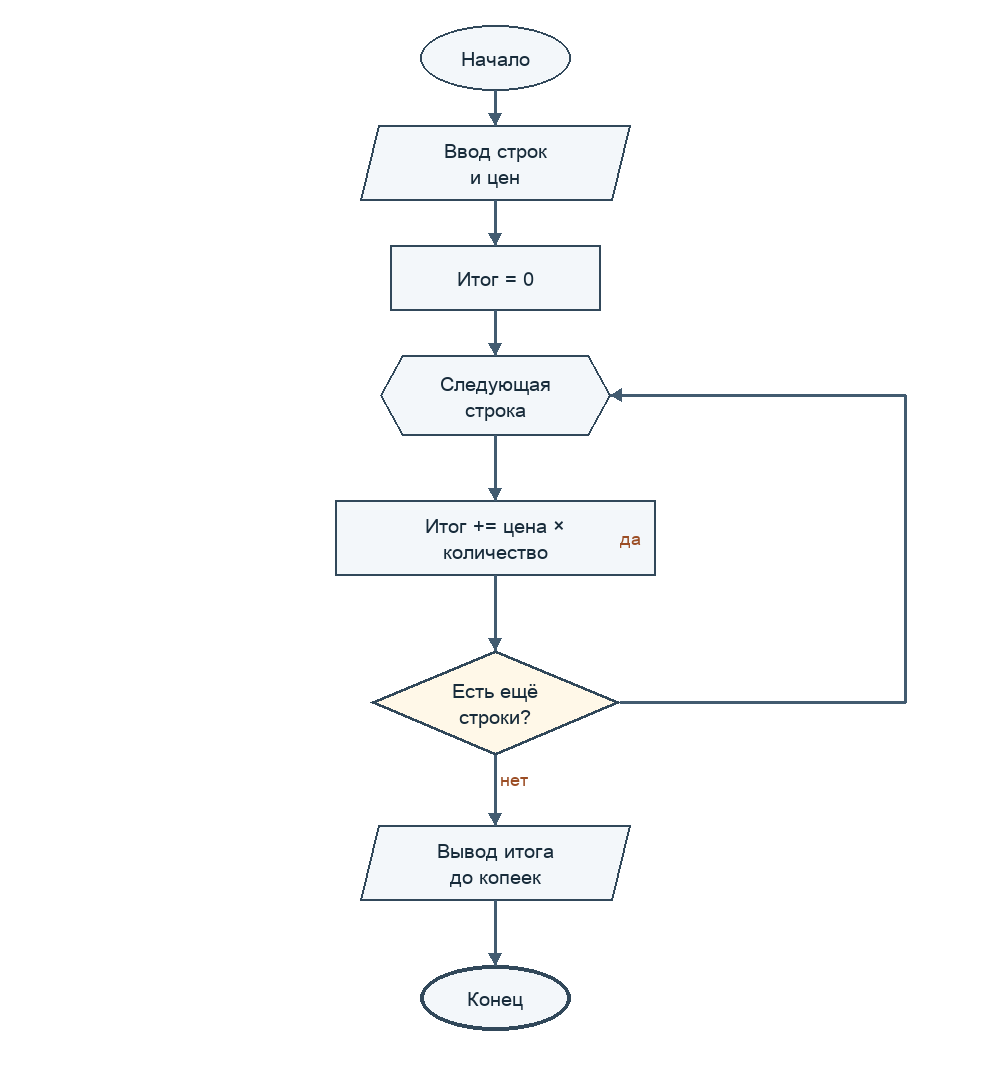 Начало
Ввод строк
и цен
Итог = 0
Следующая
строка
Итог += цена ×
количество
да
Есть ещё
строки?
нет
Вывод итога
до копеек
Конец